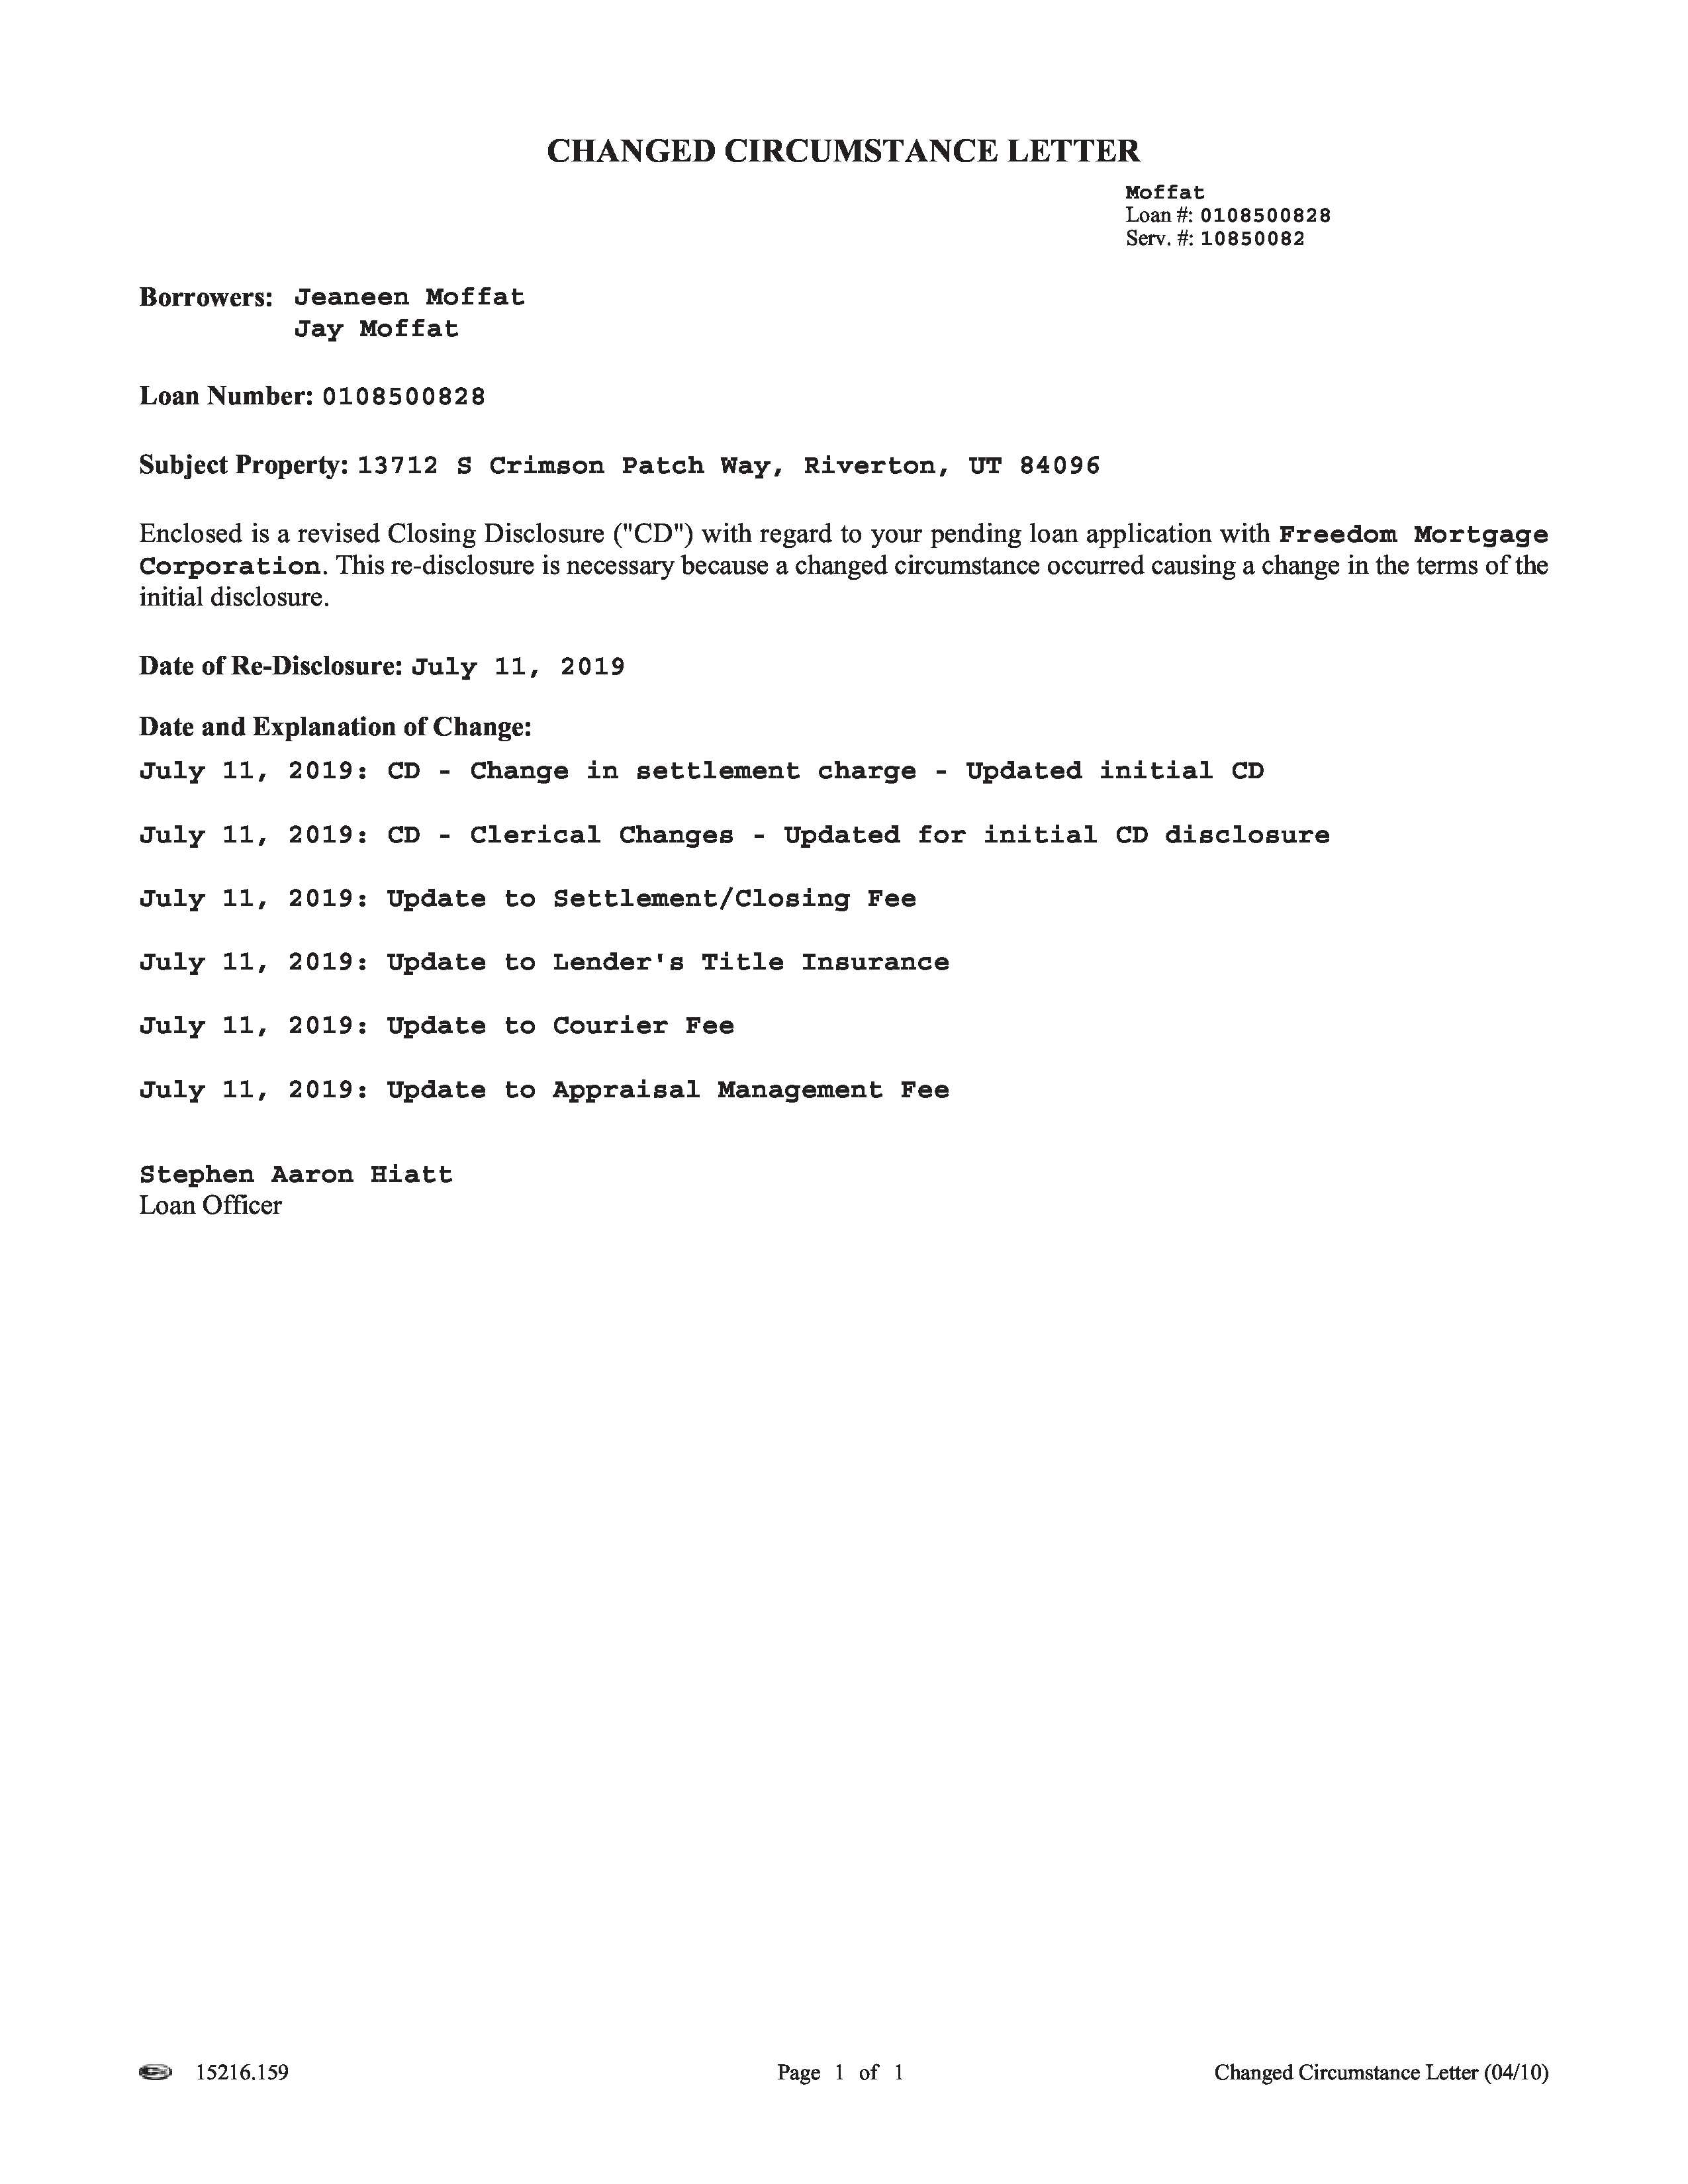 CHANGED CIRCUMSTANCE LETTER
Moffat
Loan #: 0108500828
Serv. #: 10850082
Borrowers: Jeaneen Moffat
Jay Moffat
Loan Number: 0108500828
Subject Property: 13712 S Crimson Patch Way, Riverton, UT 84096
Enclosed is a revised Closing Disclosure ("CD") with regard to your pending loan application with Freedom Mortgage
Corporation. This re-disclosure is necessary because a changed circumstance occurred causing a change in the terms of the
initial disclosure.
Date of Re-Disclosure: July 11, 2019
Date and Explanation of Change:
July 11, 2019: CD - Change in settlement charge - Updated initial CD
July 11, 2019: CD - Clerical Changes - Updated for initial CD disclosure
July 11, 2019: Update to Settlement/Closing Fee
July 11, 2019: Update to Lender's Title Insurance
July 11, 2019: Update to Courier Fee
July 11, 2019: Update to Appraisal Management Fee
Stephen Aaron Hiatt
Loan Officer
15216.159 Page 1 of 1 Changed Circumstance Letter (04/10)